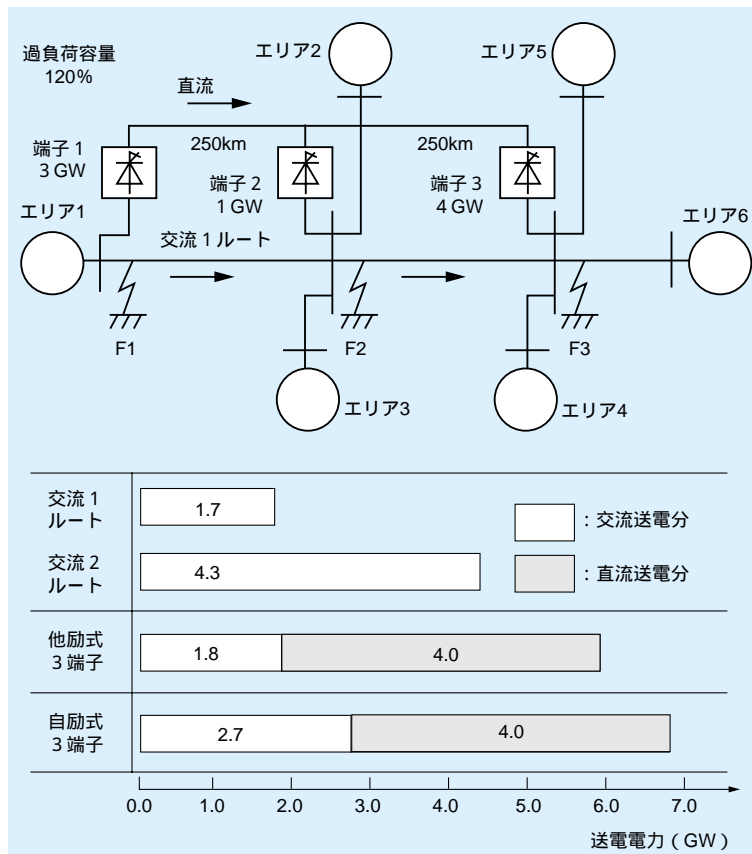 過負荷容量
120%
エリア2
エリア5
直流
250km
250km
端子 1
3 GW
端子 2
1 GW
端子 3
4 GW
エリア1
エリア6
交流 1 ルート
F1
F2
F3
エリア3
エリア4
交流 1
ルート
1.7
：交流送電分
交流 2
ルート
4.3
：直流送電分
他励式
3 端子
1.8
4.0
自励式
3 端子
2.7
4.0
0.0
1.0
2.0
3.0
4.0
5.0
6.0
7.0
送電電力（GW）